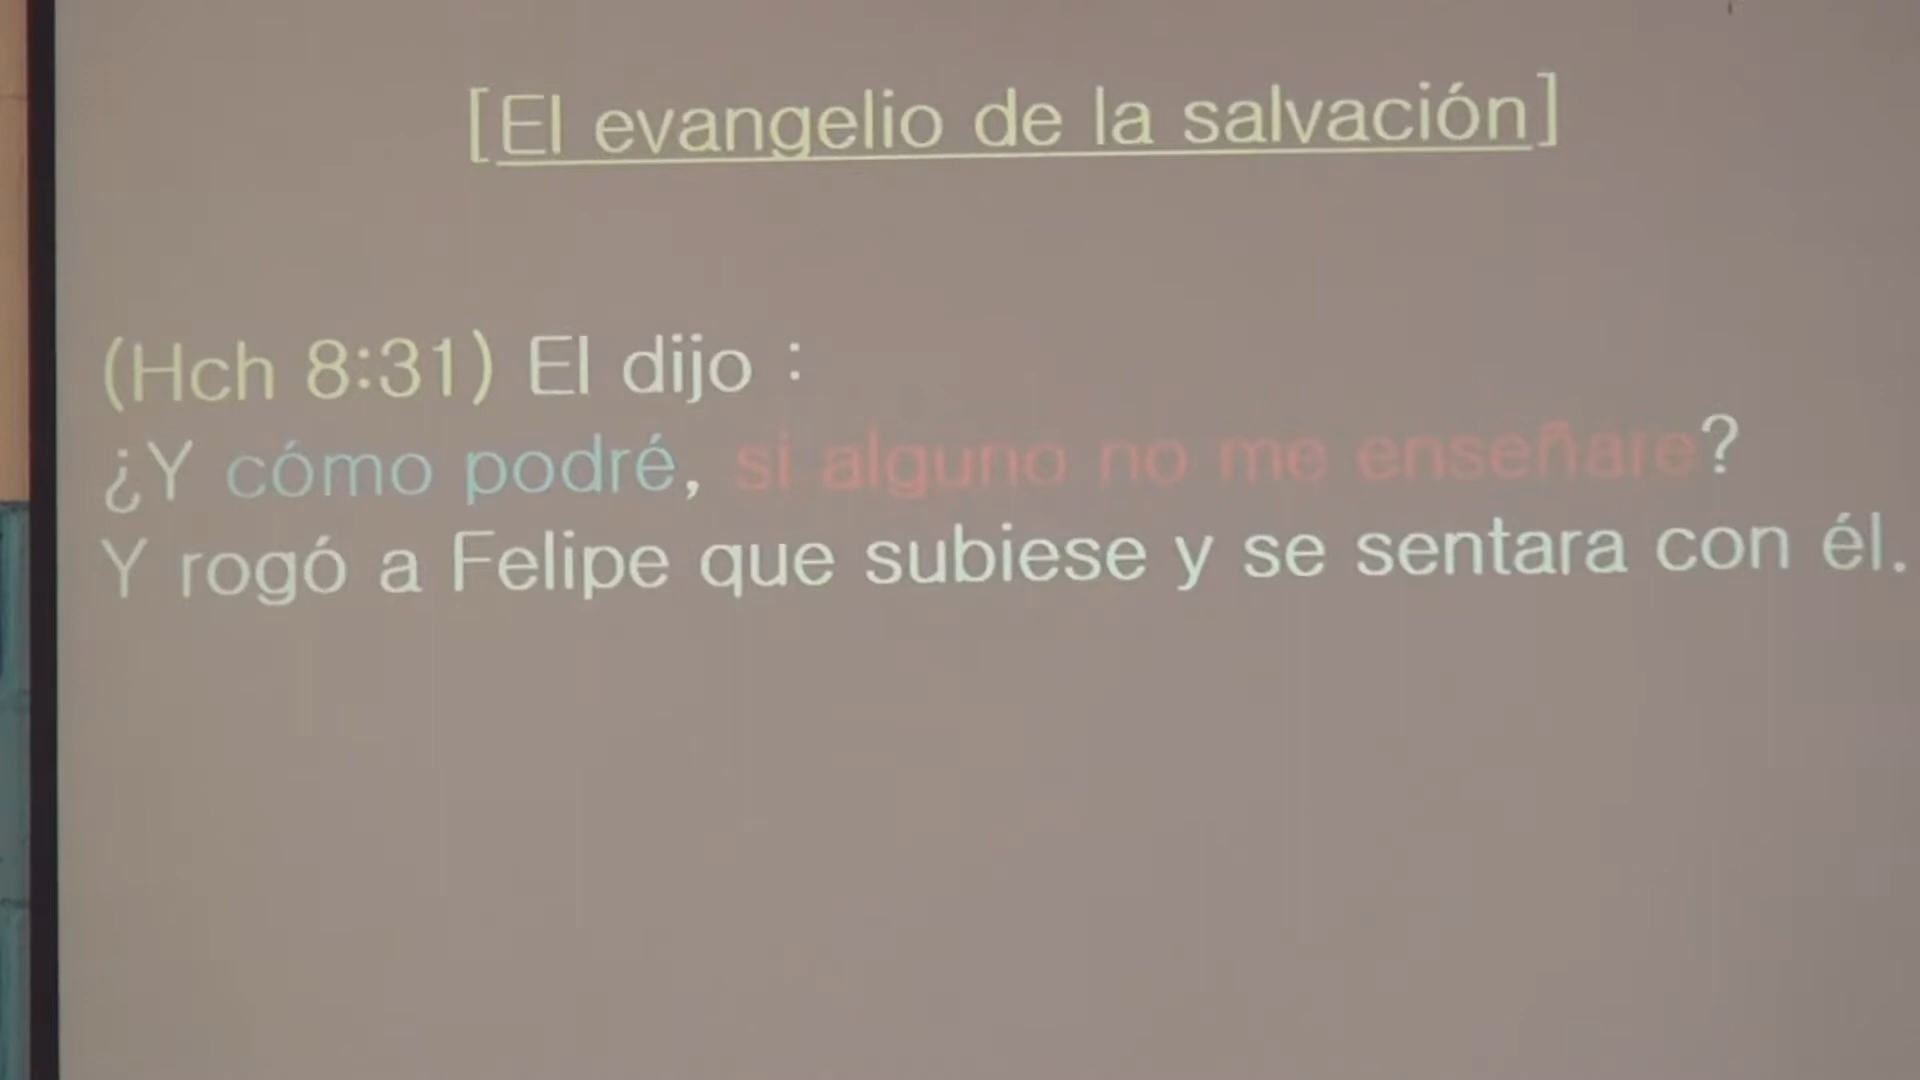 [El evangelio de la salvación]
(Hch 8:31) El dijo :
¿Y cómo podré, si alguno no me enseñare?
Y rogó a Felipe que subiese y se sentara con él.